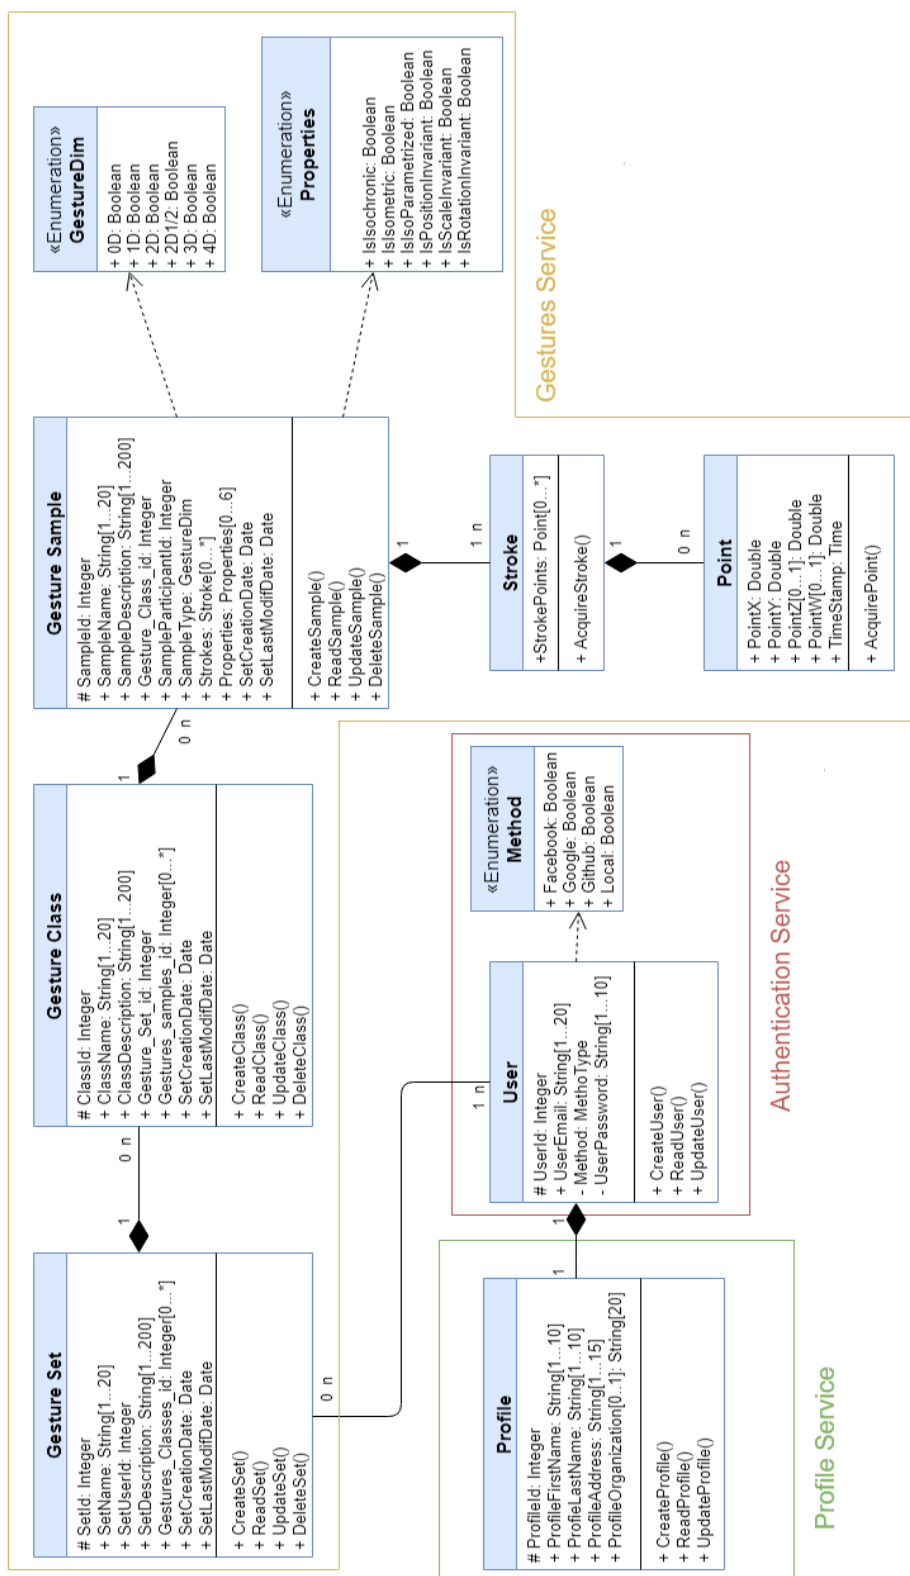 Gesture Set
# SetId: Integer
+ SetName: String[1...20]
+ SetUserId: Integer
+ SetDescription: String[1...200]
+ Gestures_Classes_id: Integer[0...*]
+ SetCreationDate: Date
+ SetLastModifDate: Date
+ CreateSet()
+ ReadSet()
+ UpdateSet()
+ DeleteSet()
1
0 n
Gesture Class
# ClassId: Integer
+ ClassName: String[1...20]
+ ClassDescription: String[1...200]
+ Gesture_Set_id: Integer
+ Gestures_samples_id: Integer[0...*]
+ SetCreationDate: Date
+ SetLastModifDate: Date
+ CreateClass()
+ ReadClass()
+ UpdateClass()
+ DeleteClass()
1
0 n
Gesture Sample
# SampleId: Integer
+ SampleName: String[1...20]
+ SampleDescription: String[1...200]
+ Gesture_Class_id: Integer
+ SampleParticipantId: Integer
+ SampleType: GestureDim
+ Strokes: Stroke[0...*]
+ Properties: Properties[0...6]
+ SetCreationDate: Date
+ SetLastModifDate: Date
+ CreateSample()
+ ReadSample()
+ UpdateSample()
+ DeleteSample()
«Enumeration»
GestureDim
+ 0D: Boolean
+ 1D: Boolean
+ 2D: Boolean
+ 2D1/2: Boolean
+ 3D: Boolean
+ 4D: Boolean
«Enumeration»
Properties
+ IsIsochronic: Boolean
+ IsIsometric: Boolean
+ IsIsoParametrized: Boolean
+ IsPositionInvariant: Boolean
+ IsScaleInvariant: Boolean
+ IsRotationInvariant: Boolean
1
1 n
Stroke
+StrokePoints: Point[0...*]
+ AcquireStroke()
1
0 n
Point
+ PointX: Double
+ PointY: Double
+ PointZ[0...1]: Double
+ PointW[0...1]: Double
+ TimeStamp: Time
+ AcquirePoint()
Gestures Service
0 n
1 n
User
# UserId: Integer
+ UserEmail: String[1...20]
- Method: MethoType
- UserPassword: String[1...10]
+ CreateUser()
+ ReadUser()
+ UpdateUser()
«Enumeration»
Method
+ Facebook: Boolean
+ Google: Boolean
+ Github: Boolean
+ Local: Boolean
Authentication Service
1
1
Profile
# ProfileId: Integer
+ ProfileFirstName: String[1...10]
+ ProfileLastName: String[1...10]
+ ProfileAddress: String[1...15]
+ ProfileOrganization[0..1]: String[20]
+ CreateProfile()
+ ReadProfile()
+ UpdateProfile()
Profile Service